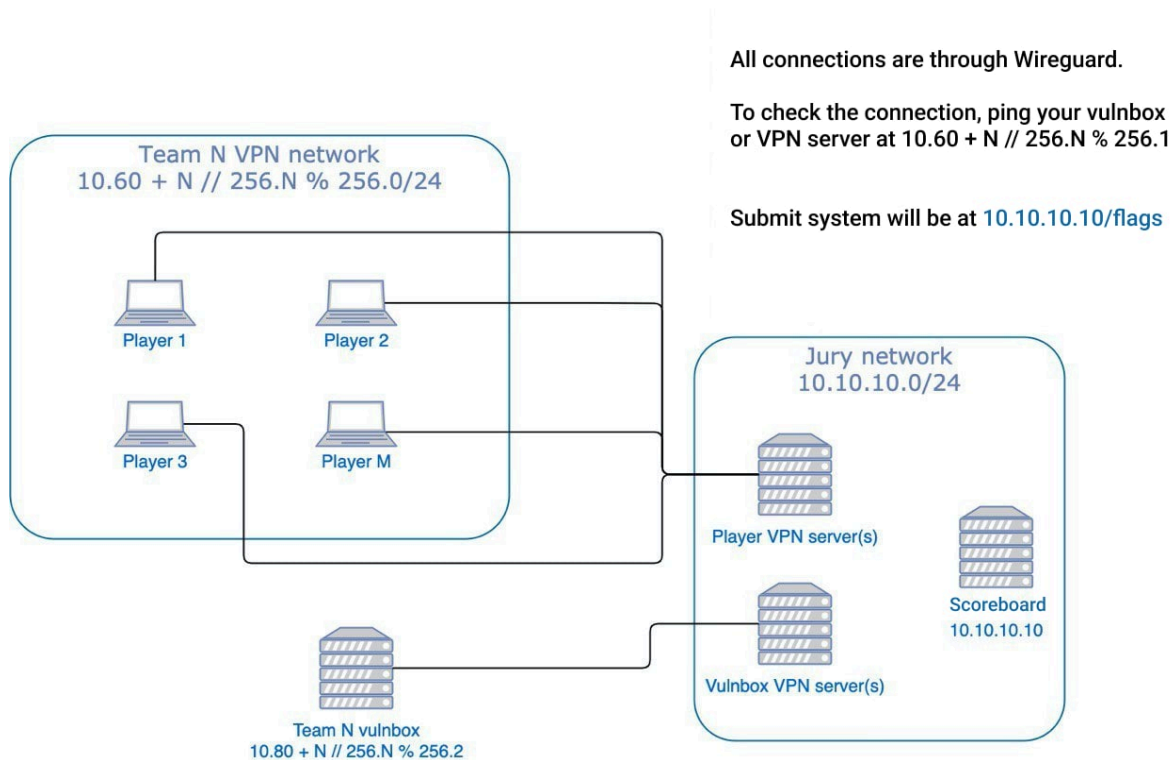 All connections are through Wireguard.
To check the connection, ping your vulnbox
or VPN server at 10.60 + N // 256.N % 256.1
Submit system will be at 10.10.10.10/flags
Team N VPN network
10.60 + N // 256.N % 256.0/24
Player 1
Player 2
Player 3
Player M
Jury network
10.10.10.0/24
Player VPN server(s)
Scoreboard
10.10.10.10
Vulnbox VPN server(s)
Team N vulnbox
10.80 + N // 256.N % 256.2